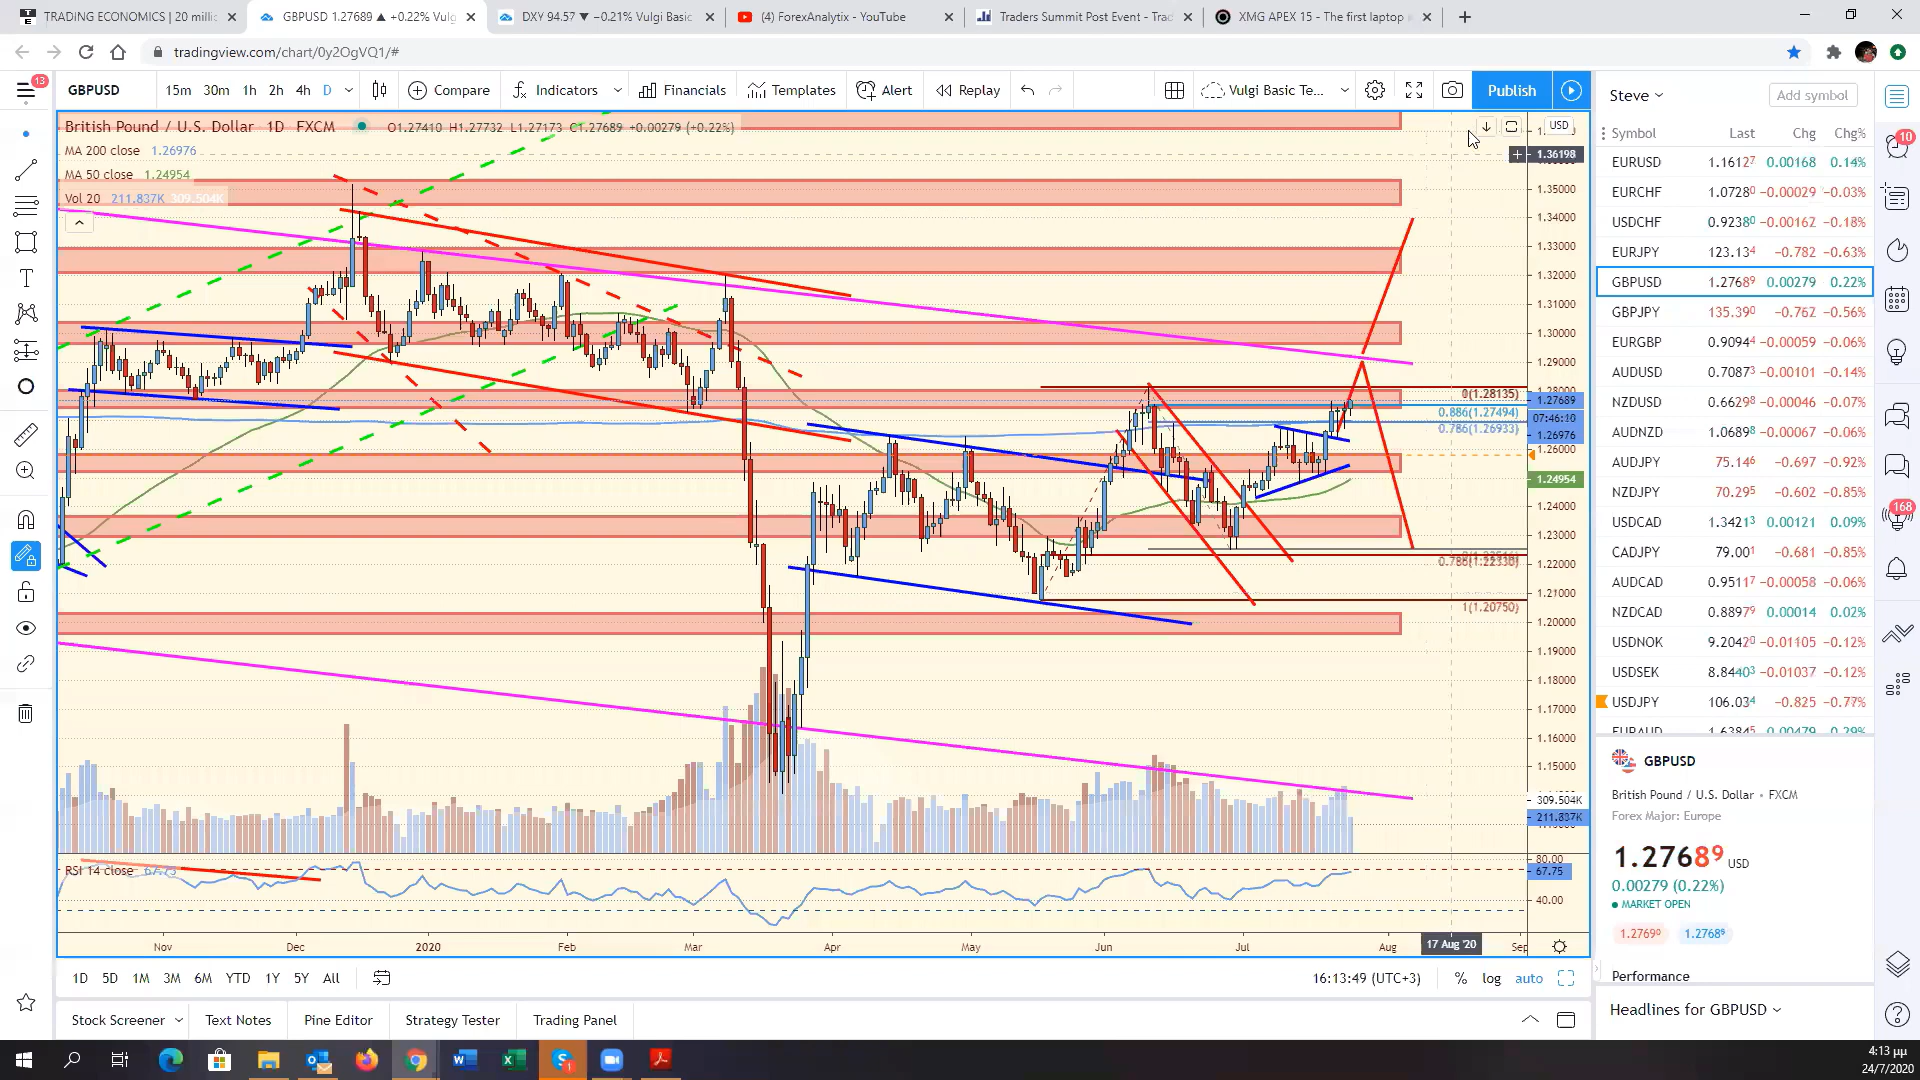 TRADING ECONOMICS | 20 milli
GBPUSD 1.27689 ▲ +0.22% Vulgi
DXY 94.57 ▼ −0.21% Vulgi Basic
(4) ForexAnalytix - YouTube
Traders Summit Post Event - Trad
XMG APEX 15 - The first laptop
tradingview.com/chart/0y2OgVQ1/#
13
GBPUSD 15m 30m 1h 2h 4h D Compare Indicators Financials Templates Alert Replay Vulgi Basic Te... Publish
British Pound / U.S. Dollar 1D FXCM O1.27410 H1.27732 L1.27173 C1.27689 +0.00279 (+0.22%)
MA 200 close 1.26976
MA 50 close 1.24954
Vol 20 211.837K 309.504K
USD
1.36198
1.35000
1.34000
1.33000
1.32000
1.31000
1.30000
1.29000
1.28000
1.27689
07:46:10
1.26976
1.26000
1.24954
1.24000
1.23000
1.22000
1.21000
1.20000
1.19000
1.18000
1.17000
1.16000
1.15000
309.504K
211.837K
0(1.28135)
0.886(1.27494)
0.786(1.26933)
0.786(1.22330)
1(1.20750)
RSI 14 close 67.75
80.00
67.75
40.00
Nov Dec 2020 Feb Mar Apr May Jun Jul Aug 17 Aug '20 Sep
1D 5D 1M 3M 6M YTD 1Y 5Y All
16:13:49 (UTC+3) % log auto
Stock Screener Text Notes Pine Editor Strategy Tester Trading Panel
Steve Add symbol
Symbol Last Chg Chg%
EURUSD 1.16127 0.00168 0.14%
EURCHF 1.07280 −0.00029 −0.03%
USDCHF 0.92380 −0.00162 −0.18%
EURJPY 123.134 −0.782 −0.63%
GBPUSD 1.27689 0.00279 0.22%
GBPJPY 135.390 −0.762 −0.56%
EURGBP 0.90944 −0.00059 −0.06%
AUDUSD 0.70873 −0.00101 −0.14%
NZDUSD 0.66298 −0.00046 −0.07%
AUDNZD 1.06898 −0.00067 −0.06%
AUDJPY 75.146 −0.697 −0.92%
NZDJPY 70.295 −0.602 −0.85%
USDCAD 1.34213 0.00121 0.09%
CADJPY 79.001 −0.681 −0.85%
AUDCAD 0.95117 −0.00058 −0.06%
NZDCAD 0.88979 0.00014 0.02%
USDNOK 9.20420 −0.01105 −0.12%
USDSEK 8.84403 −0.01037 −0.12%
USDJPY 106.034 −0.825 −0.77%
EURAUD 1.63845 0.00479 0.29%
GBPUSD
British Pound / U.S. Dollar • FXCM
Forex Major: Europe
1.27689 USD
0.00279 (0.22%)
MARKET OPEN
1.27690 1.27689
Performance
Headlines for GBPUSD
10
168
4:13 μμ
24/7/2020